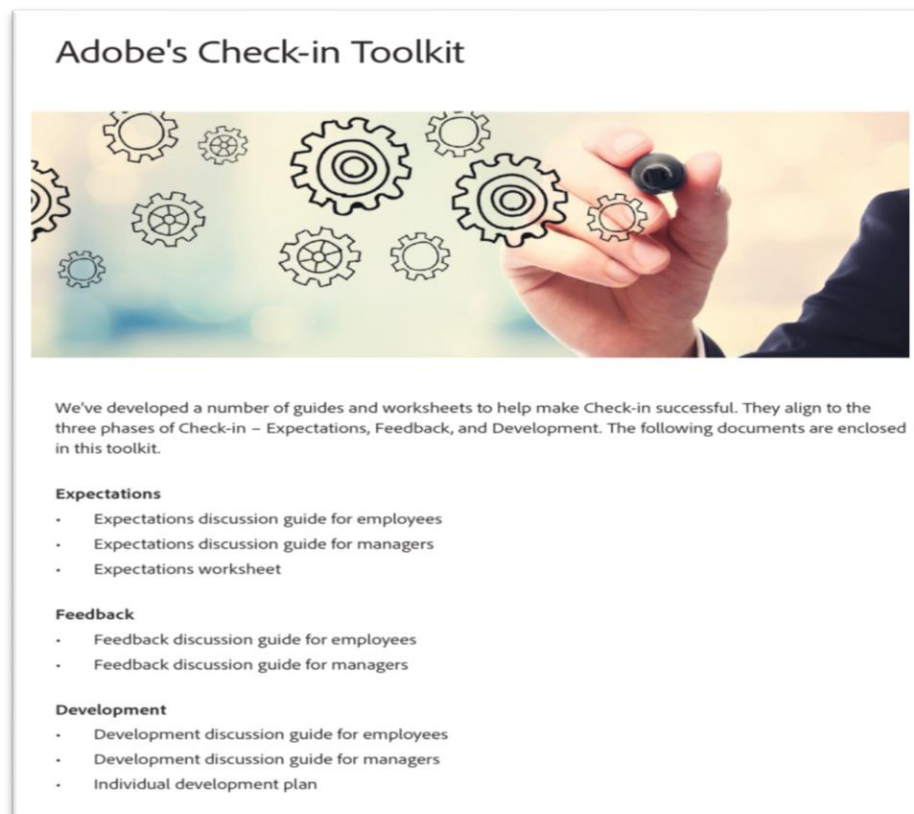 Adobe's Check-in Toolkit
We've developed a number of guides and worksheets to help make Check-in successful. They align to the
three phases of Check-in – Expectations, Feedback, and Development. The following documents are enclosed
in this toolkit.
Expectations
· Expectations discussion guide for employees
· Expectations discussion guide for managers
· Expectations worksheet
Feedback
· Feedback discussion guide for employees
· Feedback discussion guide for managers
Development
· Development discussion guide for employees
· Development discussion guide for managers
· Individual development plan